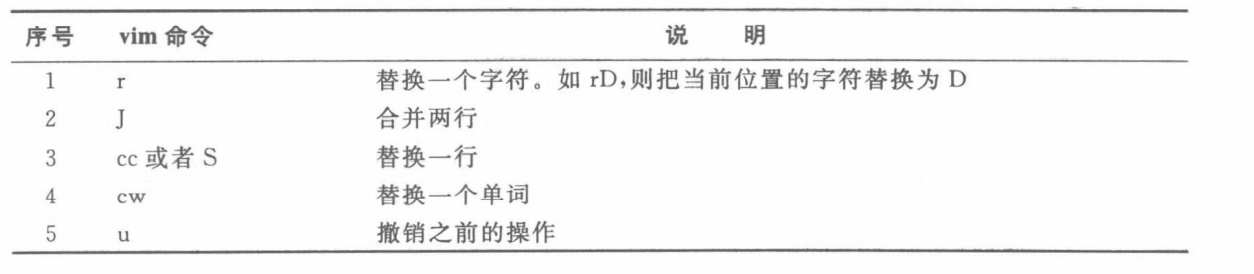 序号 vim 命令 说 明
1 r 替换一个字符。如 rD,则把当前位置的字符替换为 D
2 J 合并两行
3 cc 或者 S 替换一行
4 cw 替换一个单词
5 u 撤销之前的操作